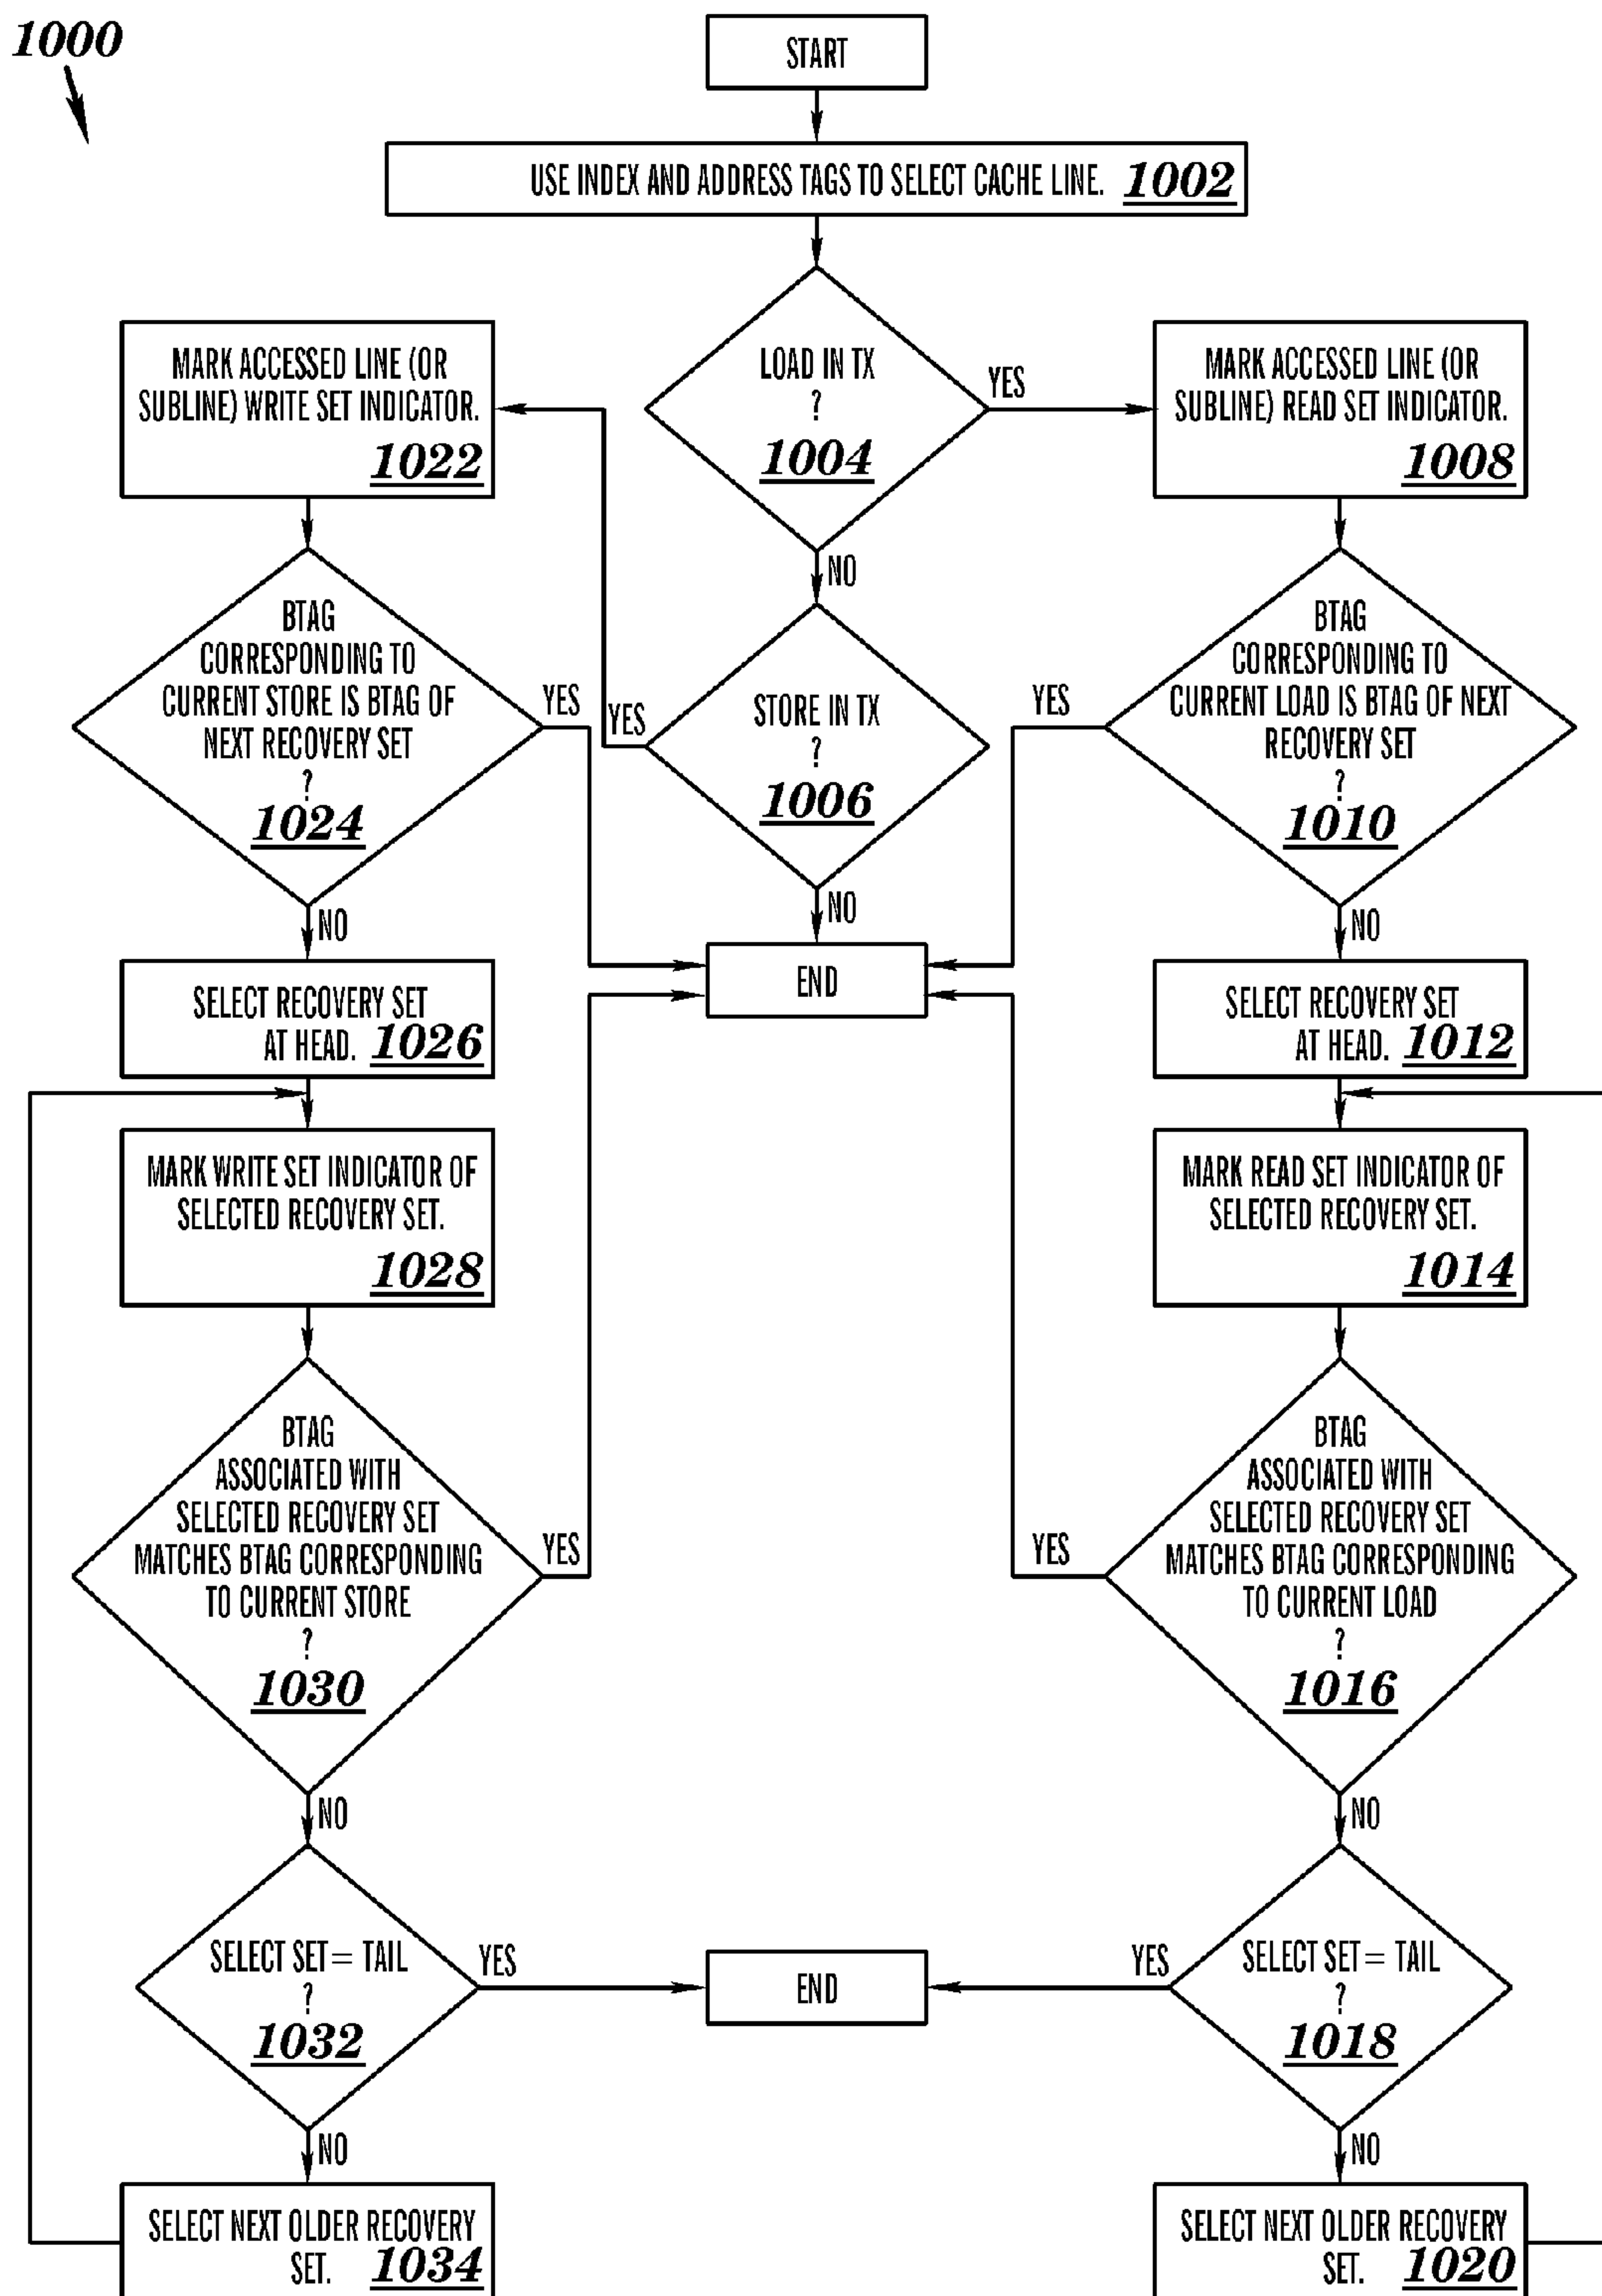 1000
START
USE INDEX AND ADDRESS TAGS TO SELECT CACHE LINE. 1002
LOAD IN TX
?
1004
YES
NO
MARK ACCESSED LINE (OR
SUBLINE) READ SET INDICATOR.
1008
MARK ACCESSED LINE (OR
SUBLINE) WRITE SET INDICATOR.
1022
STORE IN TX
?
1006
YES
NO
BTAG
CORRESPONDING TO
CURRENT STORE IS BTAG OF
NEXT RECOVERY SET
?
1024
YES
NO
BTAG
CORRESPONDING TO
CURRENT LOAD IS BTAG OF NEXT
RECOVERY SET
?
1010
YES
NO
END
SELECT RECOVERY SET
AT HEAD. 1026
SELECT RECOVERY SET
AT HEAD. 1012
MARK WRITE SET INDICATOR OF
SELECTED RECOVERY SET.
1028
MARK READ SET INDICATOR OF
SELECTED RECOVERY SET.
1014
BTAG
ASSOCIATED WITH
SELECTED RECOVERY SET
MATCHES BTAG CORRESPONDING
TO CURRENT STORE
?
1030
YES
NO
BTAG
ASSOCIATED WITH
SELECTED RECOVERY SET
MATCHES BTAG CORRESPONDING
TO CURRENT LOAD
?
1016
YES
NO
SELECT SET = TAIL
?
1032
YES
NO
END
SELECT SET = TAIL
?
1018
YES
NO
SELECT NEXT OLDER RECOVERY
SET. 1034
SELECT NEXT OLDER RECOVERY
SET. 1020